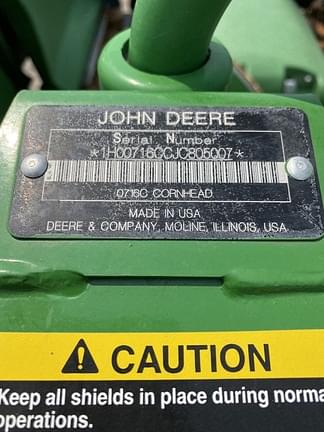 JOHN DEERE
Serial Number
*1H00716CCJC805007*
0716C CORNHEAD
MADE IN USA
DEERE & COMPANY, MOLINE, ILLINOIS, USA
CAUTION
Keep all shields in place during norma
operations.